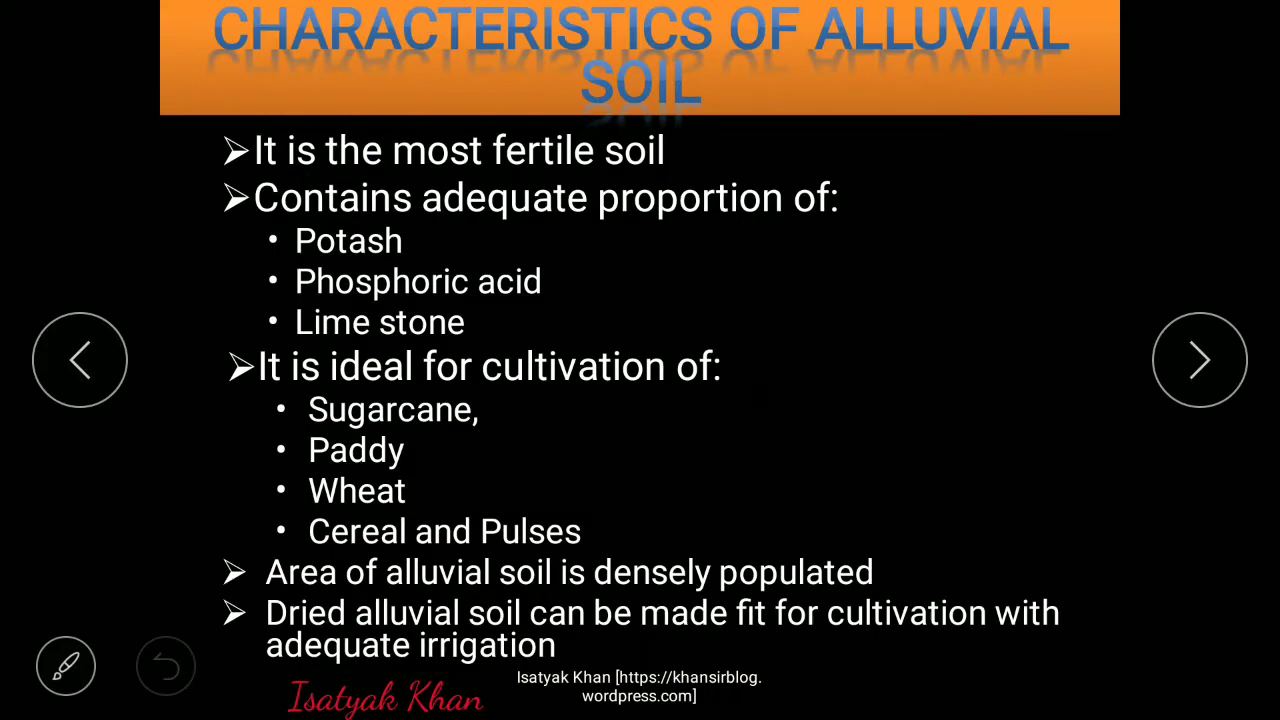 CHARACTERISTICS OF ALLUVIAL
SOIL
➢It is the most fertile soil
➢Contains adequate proportion of:
• Potash
• Phosphoric acid
• Lime stone
➢It is ideal for cultivation of:
• Sugarcane,
• Paddy
• Wheat
• Cereal and Pulses
➢ Area of alluvial soil is densely populated
➢ Dried alluvial soil can be made fit for cultivation with
adequate irrigation
Isatyak Khan [https://khansirblog.
wordpress.com]
Isatyak Khan